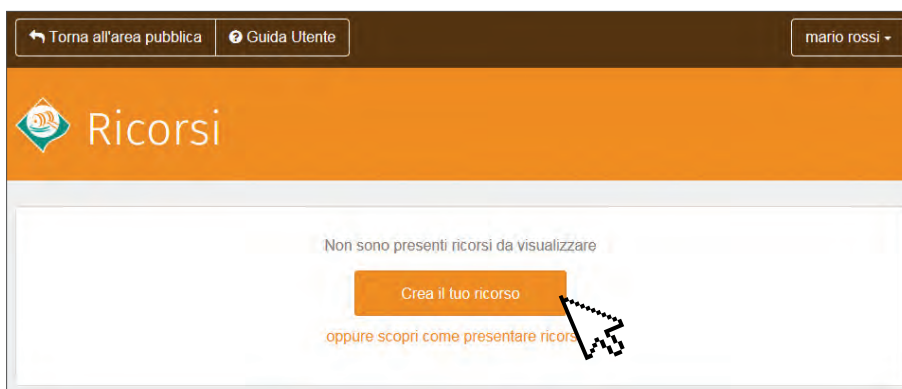 Torna all'area pubblica
Guida Utente
mario rossi
Ricorsi
Non sono presenti ricorsi da visualizzare
Crea il tuo ricorso
oppure scopri come presentare